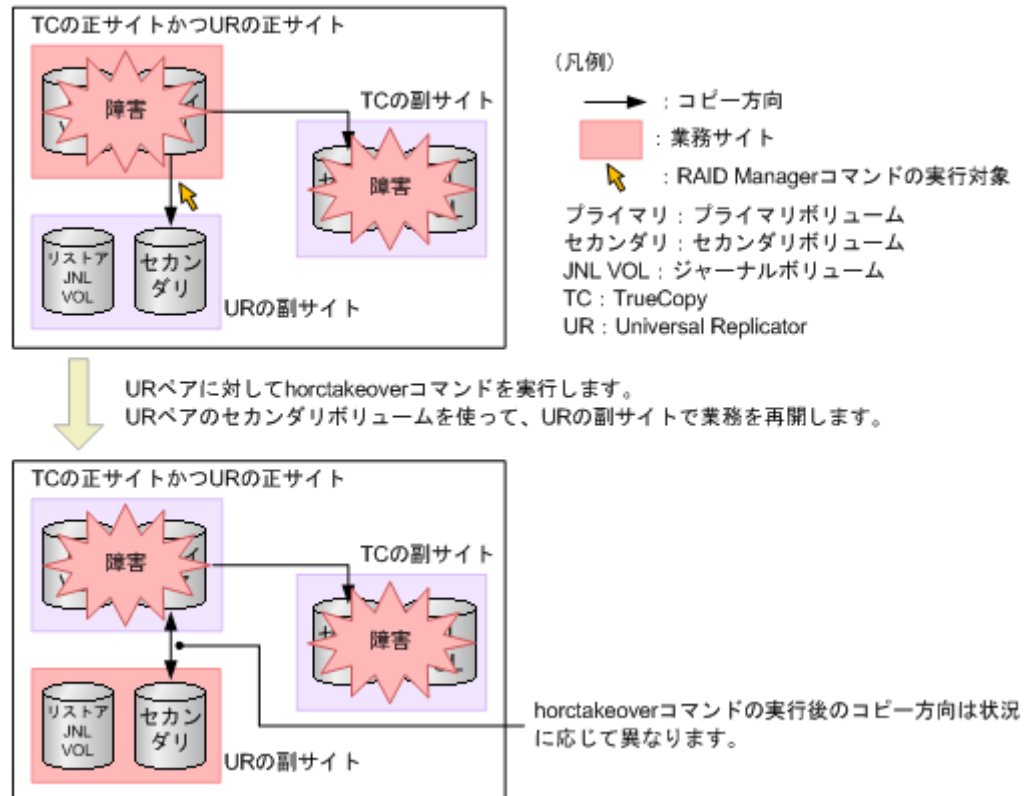 TCの正サイトかつURの正サイト
障害
TCの副サイト
障害
リストア
JNL
VOL
セカン
ダリ
URの副サイト
(凡例)
：コピー方向
：業務サイト
：RAID Managerコマンドの実行対象
プライマリ：プライマリボリューム
セカンダリ：セカンダリボリューム
JNL VOL：ジャーナルボリューム
TC：TrueCopy
UR：Universal Replicator
URペアに対してhorctakeoverコマンドを実行します。
URペアのセカンダリボリュームを使って、URの副サイトで業務を再開します。
TCの正サイトかつURの正サイト
障害
TCの副サイト
障害
リストア
JNL
VOL
セカン
ダリ
URの副サイト
horctakeoverコマンドの実行後のコピー方向は状況
に応じて異なります。